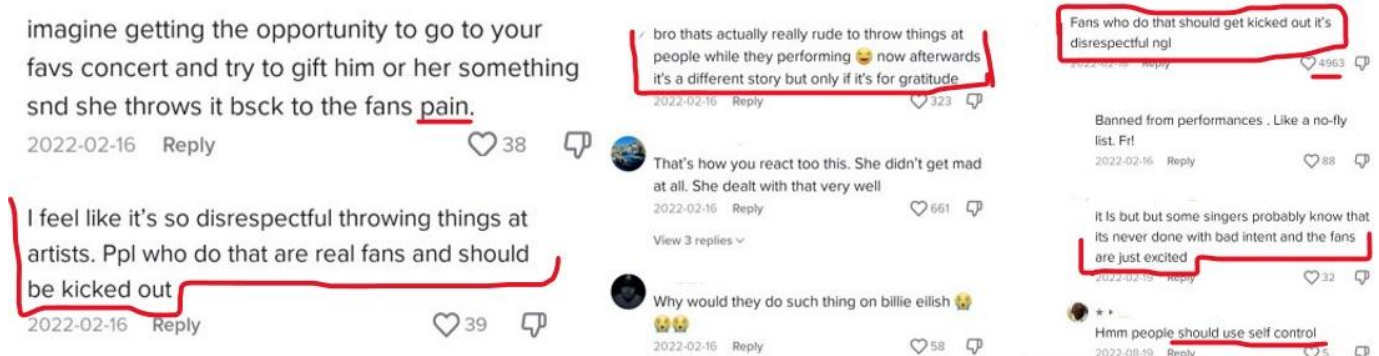 imagine getting the opportunity to go to your
favs concert and try to gift him or her something
snd she throws it bsck to the fans pain.
2022-02-16 Reply 38
I feel like it's so disrespectful throwing things at
artists. Ppl who do that are real fans and should
be kicked out
2022-02-16 Reply 39
bro thats actually really rude to throw things at
people while they performing 😂 now afterwards
it's a different story but only if it's for gratitude
2022-02-16 Reply 323
That's how you react too this. She didn't get mad
at all. She dealt with that very well
2022-02-16 Reply 661
View 3 replies
Why would they do such thing on billie eilish 😭
😭😭
2022-02-16 Reply 58
Fans who do that should get kicked out it's
disrespectful ngl
2022-02-16 Reply 4963
Banned from performances . Like a no-fly
list. Fr!
2022-02-16 Reply 88
it Is but but some singers probably know that
its never done with bad intent and the fans
are just excited
2022-02-19 Reply 32
Hmm people should use self control
2022-08-19 Reply 5